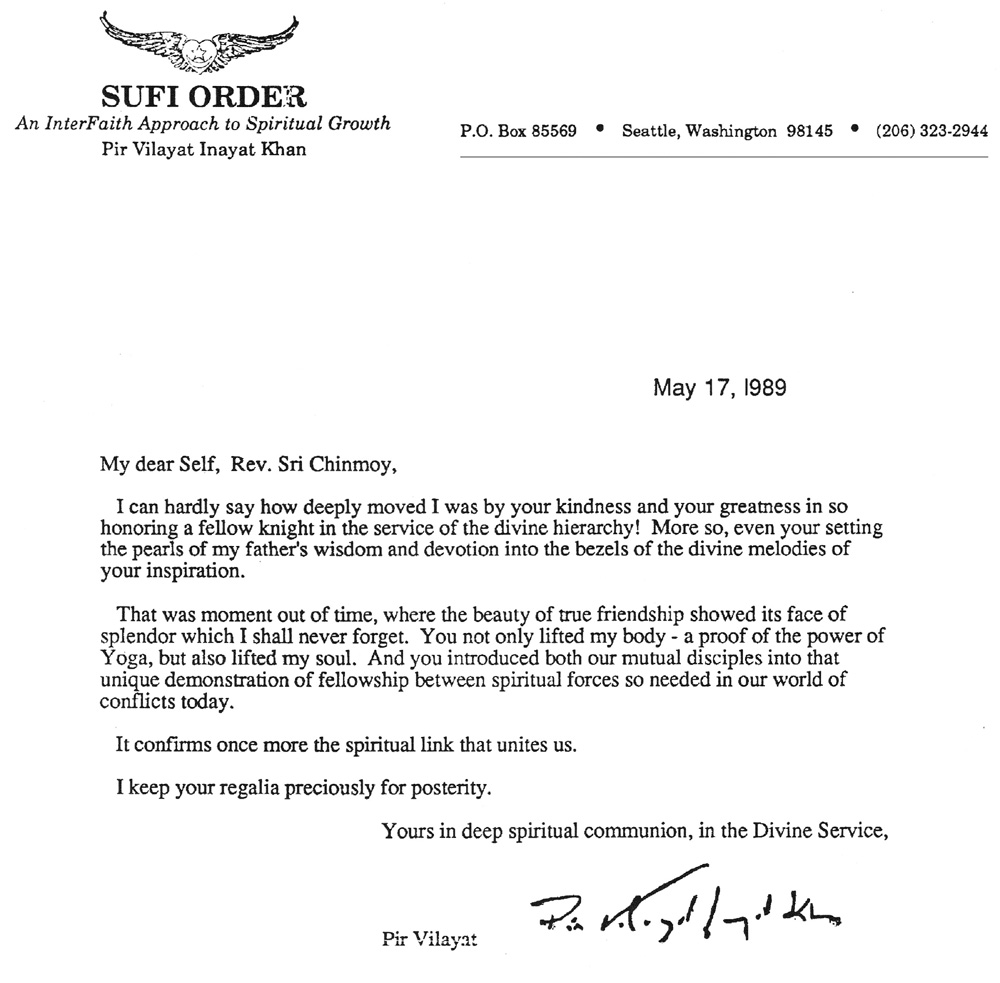 SUFI ORDER
An InterFaith Approach to Spiritual Growth
Pir Vilayat Inayat Khan
P.O. Box 85569 • Seattle, Washington 98145 • (206) 323-2944
May 17, 1989
My dear Self, Rev. Sri Chinmoy,
I can hardly say how deeply moved I was by your kindness and your greatness in so
honoring a fellow knight in the service of the divine hierarchy! More so, even your setting
the pearls of my father's wisdom and devotion into the bezels of the divine melodies of
your inspiration.
That was moment out of time, where the beauty of true friendship showed its face of
splendor which I shall never forget. You not only lifted my body - a proof of the power of
Yoga, but also lifted my soul. And you introduced both our mutual disciples into that
unique demonstration of fellowship between spiritual forces so needed in our world of
conflicts today.
It confirms once more the spiritual link that unites us.
I keep your regalia preciously for posterity.
Yours in deep spiritual communion, in the Divine Service,
Pir Vilayat Inayat Khan
Pir Vilayat